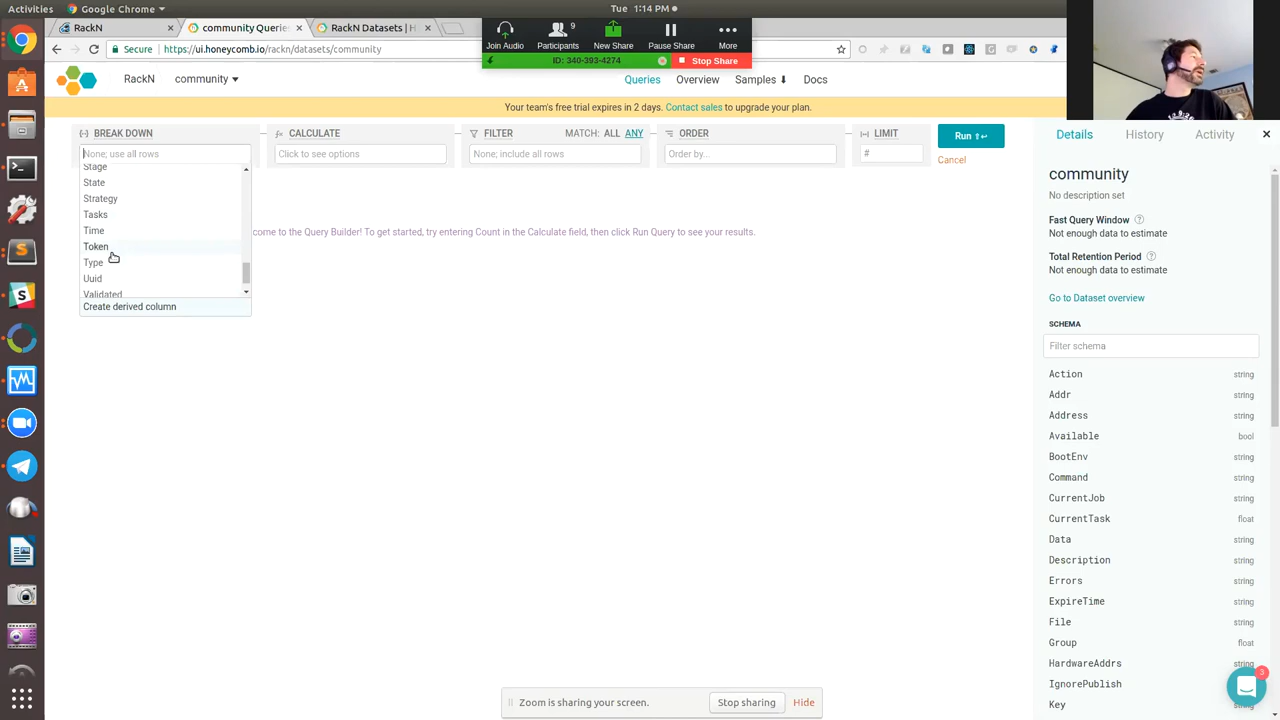 Activities
Google Chrome
Tue 1:14 PM
RackN
community Querie
RackN Datasets | H
Secure
https://ui.honeycomb.io/rackn/datasets/community
Join Audio
9
Participants
New Share
Pause Share
More
ID: 340-393-4274
Stop Share
RackN
community
Queries
Overview
Samples
Docs
Your team's free trial expires in 2 days. Contact sales to upgrade your plan.
BREAK DOWN
CALCULATE
FILTER
MATCH: ALL ANY
ORDER
LIMIT
Run
None; use all rows
Click to see options
None; include all rows
Order by...
#
Cancel
Stage
State
Strategy
Tasks
Time
Token
Type
Uuid
Validated
Create derived column
come to the Query Builder! To get started, try entering Count in the Calculate field, then click Run Query to see your results.
Details
History
Activity
community
No description set
Fast Query Window
Not enough data to estimate
Total Retention Period
Not enough data to estimate
Go to Dataset overview
SCHEMA
Filter schema
Action string
Addr string
Address string
Available bool
BootEnv string
Command string
CurrentJob string
CurrentTask float
Data string
Description string
Errors string
ExpireTime string
File string
Group float
HardwareAddrs string
IgnorePublish string
Key string
3
Zoom is sharing your screen.
Stop sharing
Hide